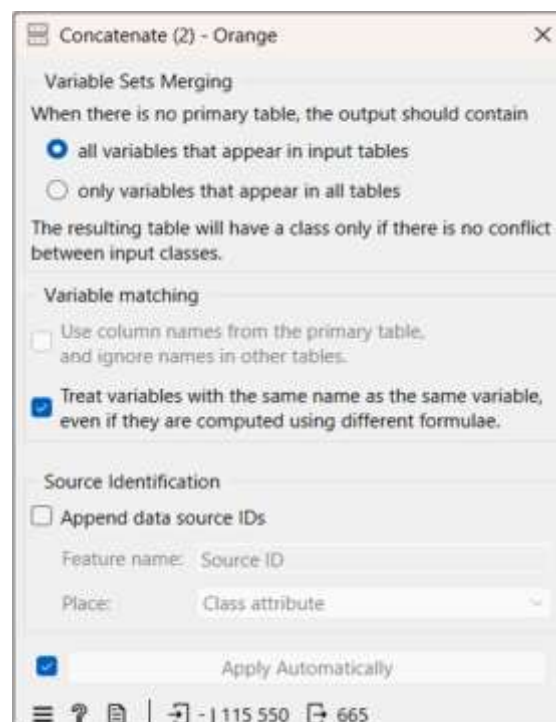 Concatenate (2) - Orange
Variable Sets Merging
When there is no primary table, the output should contain
all variables that appear in input tables
only variables that appear in all tables
The resulting table will have a class only if there is no conflict
between input classes.
Variable matching
Use column names from the primary table,
and ignore names in other tables.
Treat variables with the same name as the same variable,
even if they are computed using different formulae.
Source Identification
Append data source IDs
Feature name: Source ID
Place: Class attribute
Apply Automatically
- | 115 550 665